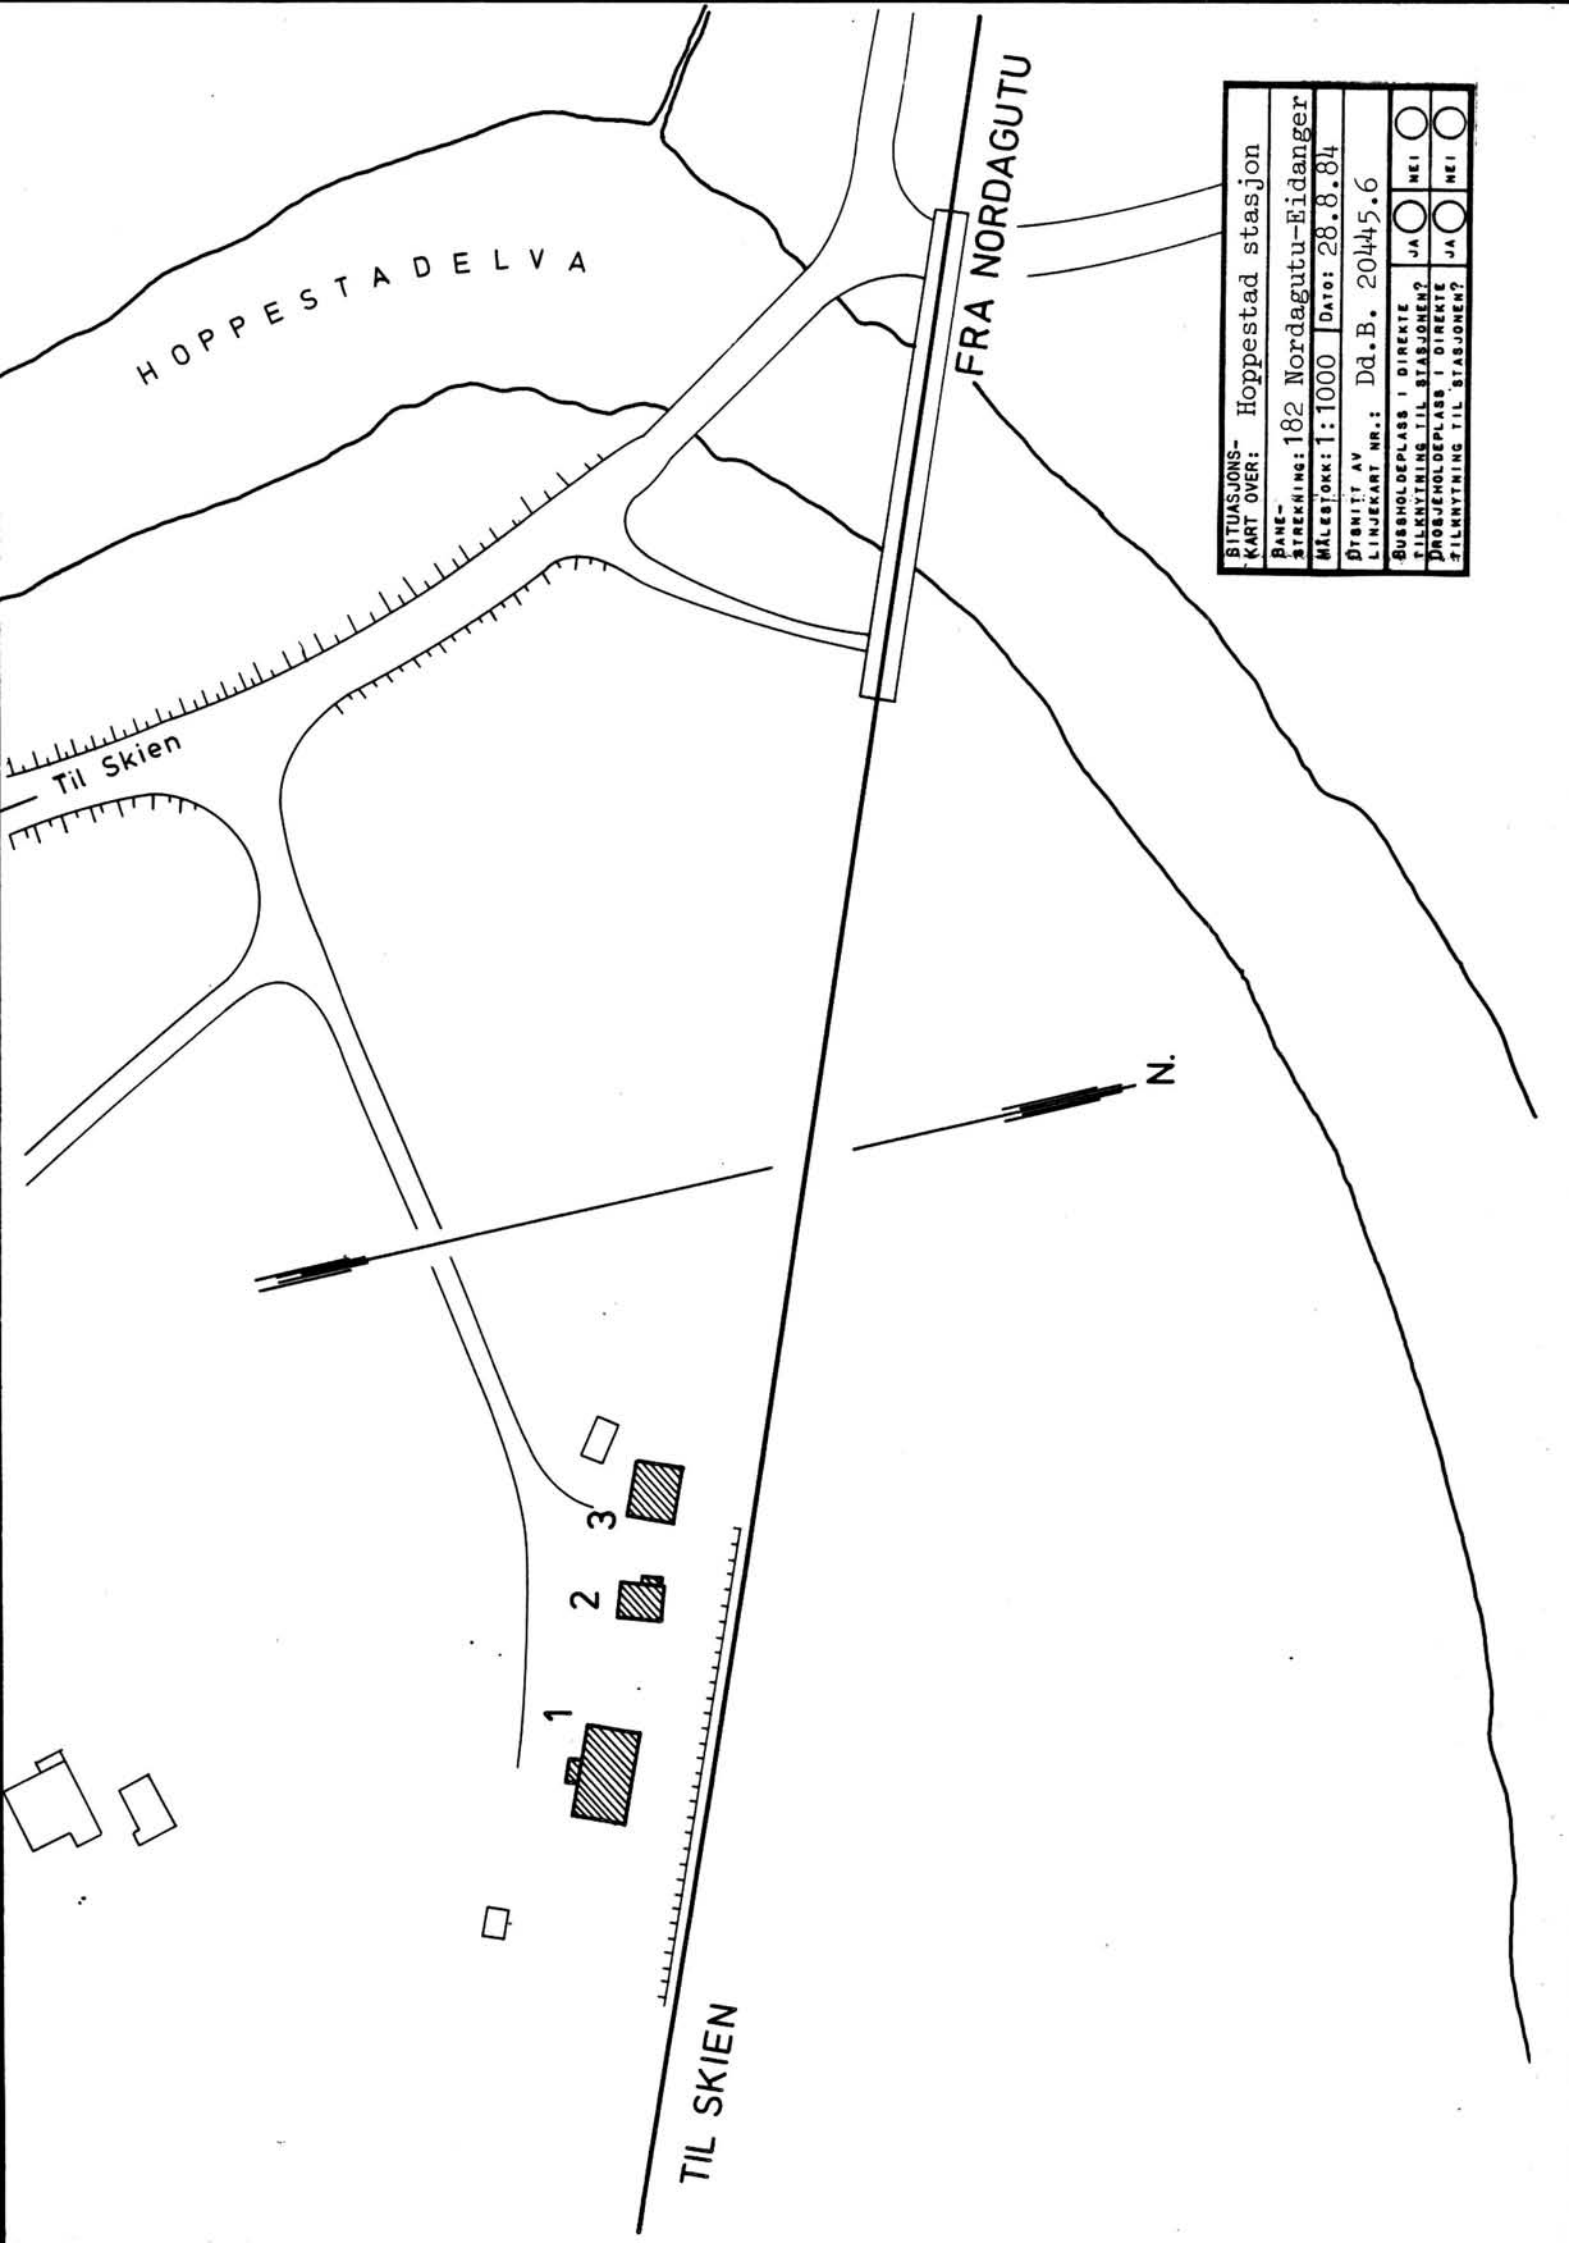 HOPPESTADELVA
Til Skien
FRA NORDAGUTU
N.
3
2
1
TIL SKIEN
SITUASJONS-
KART OVER: Hoppestad stasjon
BANE-
STREKNING: 182 Nordagutu-Eidanger
MÅLESTOKK: 1:1000 DATO: 28.8.84
UTSNITT AV
LINJEKART NR.: Dd.B. 20445.6
BUSSHOLDEPLASS I DIREKTE
TILKNYTNING TIL STASJONEN? JA NEI
DROSJEHOLDEPLASS I DIREKTE
TILKNYTNING TIL STASJONEN? JA NEI